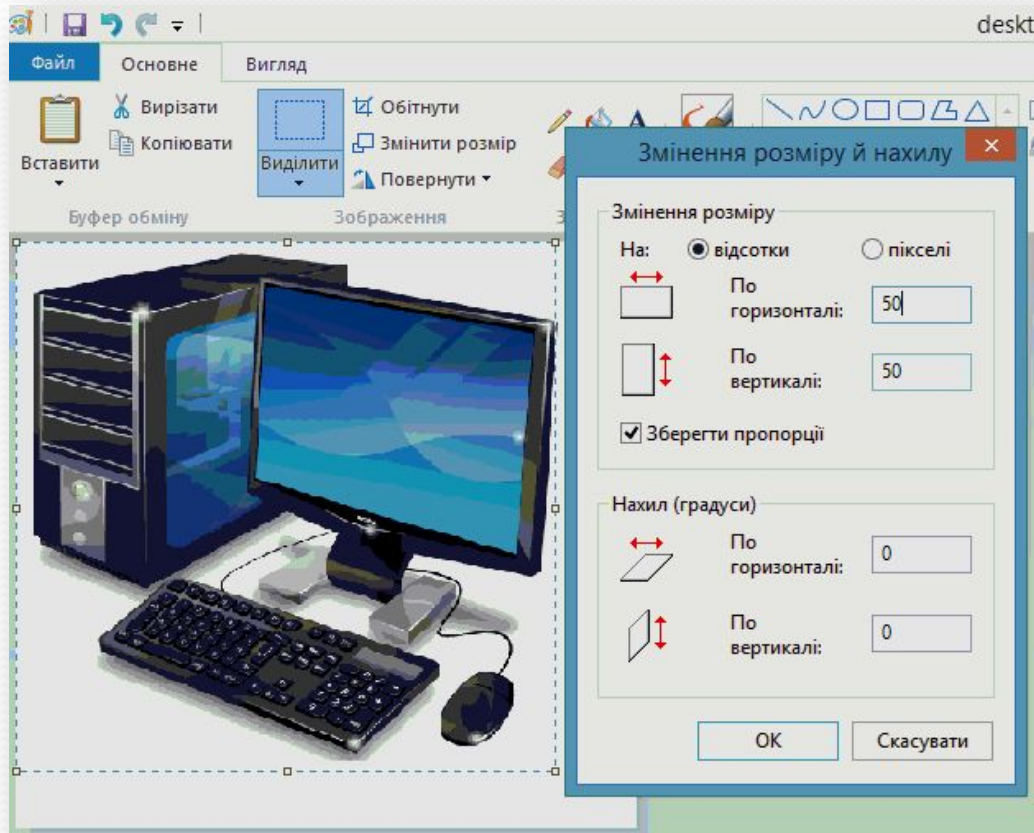 deskt
Файл Основне Вигляд
Вставити
Вирізати
Копіювати
Виділити
Обітнути
Змінити розмір
Повернути
Буфер обміну
Зображення
А
Змінення розміру й нахилу
Змінення розміру
На: відсотки пікселі
По
горизонталі: 50
По
вертикалі: 50
Зберегти пропорції
Нахил (градуси)
По
горизонталі: 0
По
вертикалі: 0
ОК Скасувати